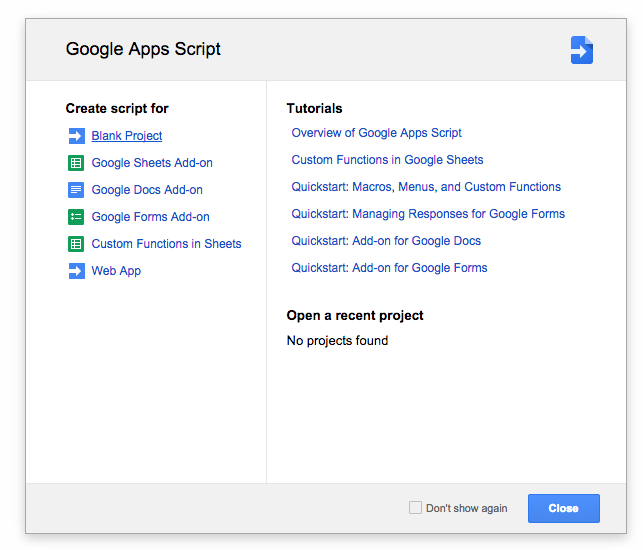 Google Apps Script
Create script for
Blank Project
Google Sheets Add-on
Google Docs Add-on
Google Forms Add-on
Custom Functions in Sheets
Web App
Tutorials
Overview of Google Apps Script
Custom Functions in Google Sheets
Quickstart: Macros, Menus, and Custom Functions
Quickstart: Managing Responses for Google Forms
Quickstart: Add-on for Google Docs
Quickstart: Add-on for Google Forms
Open a recent project
No projects found
Don't show again
Close